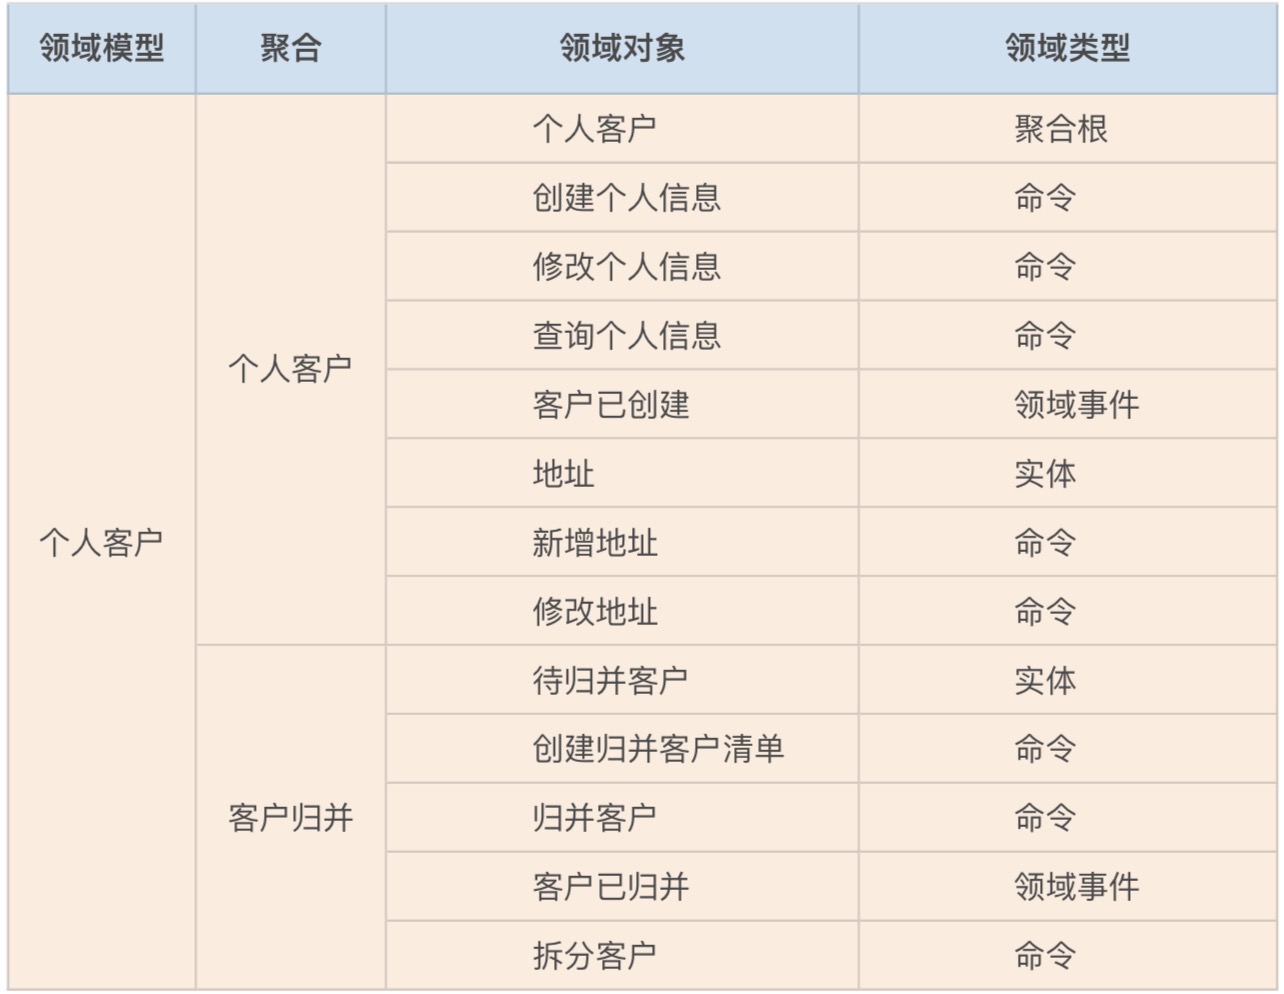 领域模型 聚合 领域对象 领域类型
个人客户 聚合根
创建个人信息 命令
修改个人信息 命令
查询个人信息 命令
个人客户
客户已创建 领域事件
地址 实体
个人客户
新增地址 命令
修改地址 命令
待归并客户 实体
创建归并客户清单 命令
客户归并
归并客户 命令
客户已归并 领域事件
拆分客户 命令